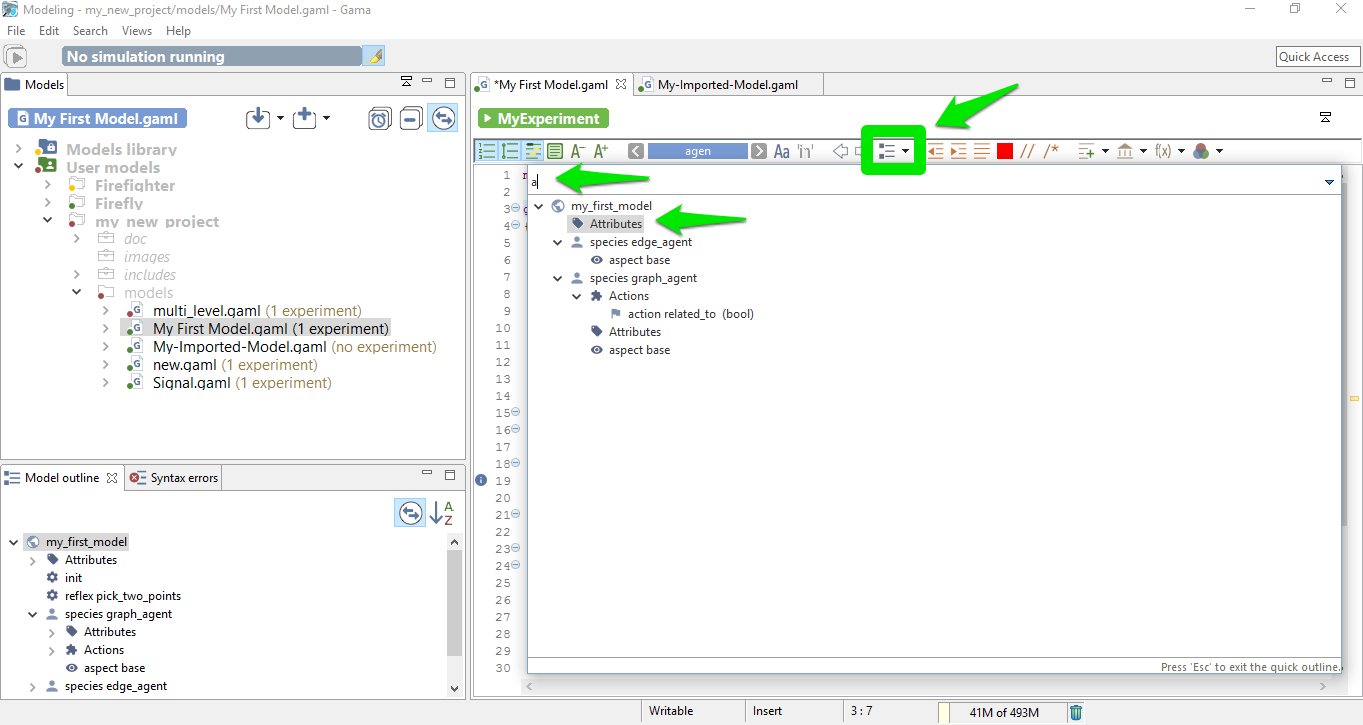 Modeling - my_new_project/models/My First Model.gaml - Gama
File Edit Search Views Help
No simulation running
Quick Access
Models
My First Model.gaml
Models library
User models
Firefighter
Firefly
my_new_project
doc
images
includes
models
multi_level.gaml (1 experiment)
My First Model.gaml (1 experiment)
My-Imported-Model.gaml (no experiment)
new.gaml (1 experiment)
Signal.gaml (1 experiment)
Model outline
Syntax errors
A
Z
my_first_model
Attributes
init
reflex pick_two_points
species graph_agent
Attributes
Actions
aspect base
species edge_agent
*My First Model.gaml
My-Imported-Model.gaml
MyExperiment
A- A+ agen Aa 'in' // /* f(x)
1
2
3
4
5
6
7
8
9
10
11
12
13
14
15
16
17
18
19
20
21
22
23
24
25
26
27
28
29
30
a
my_first_model
Attributes
species edge_agent
aspect base
species graph_agent
Actions
action related_to (bool)
Attributes
aspect base
Press 'Esc' to exit the quick outline.
Writable
Insert
3 : 7
41M of 493M